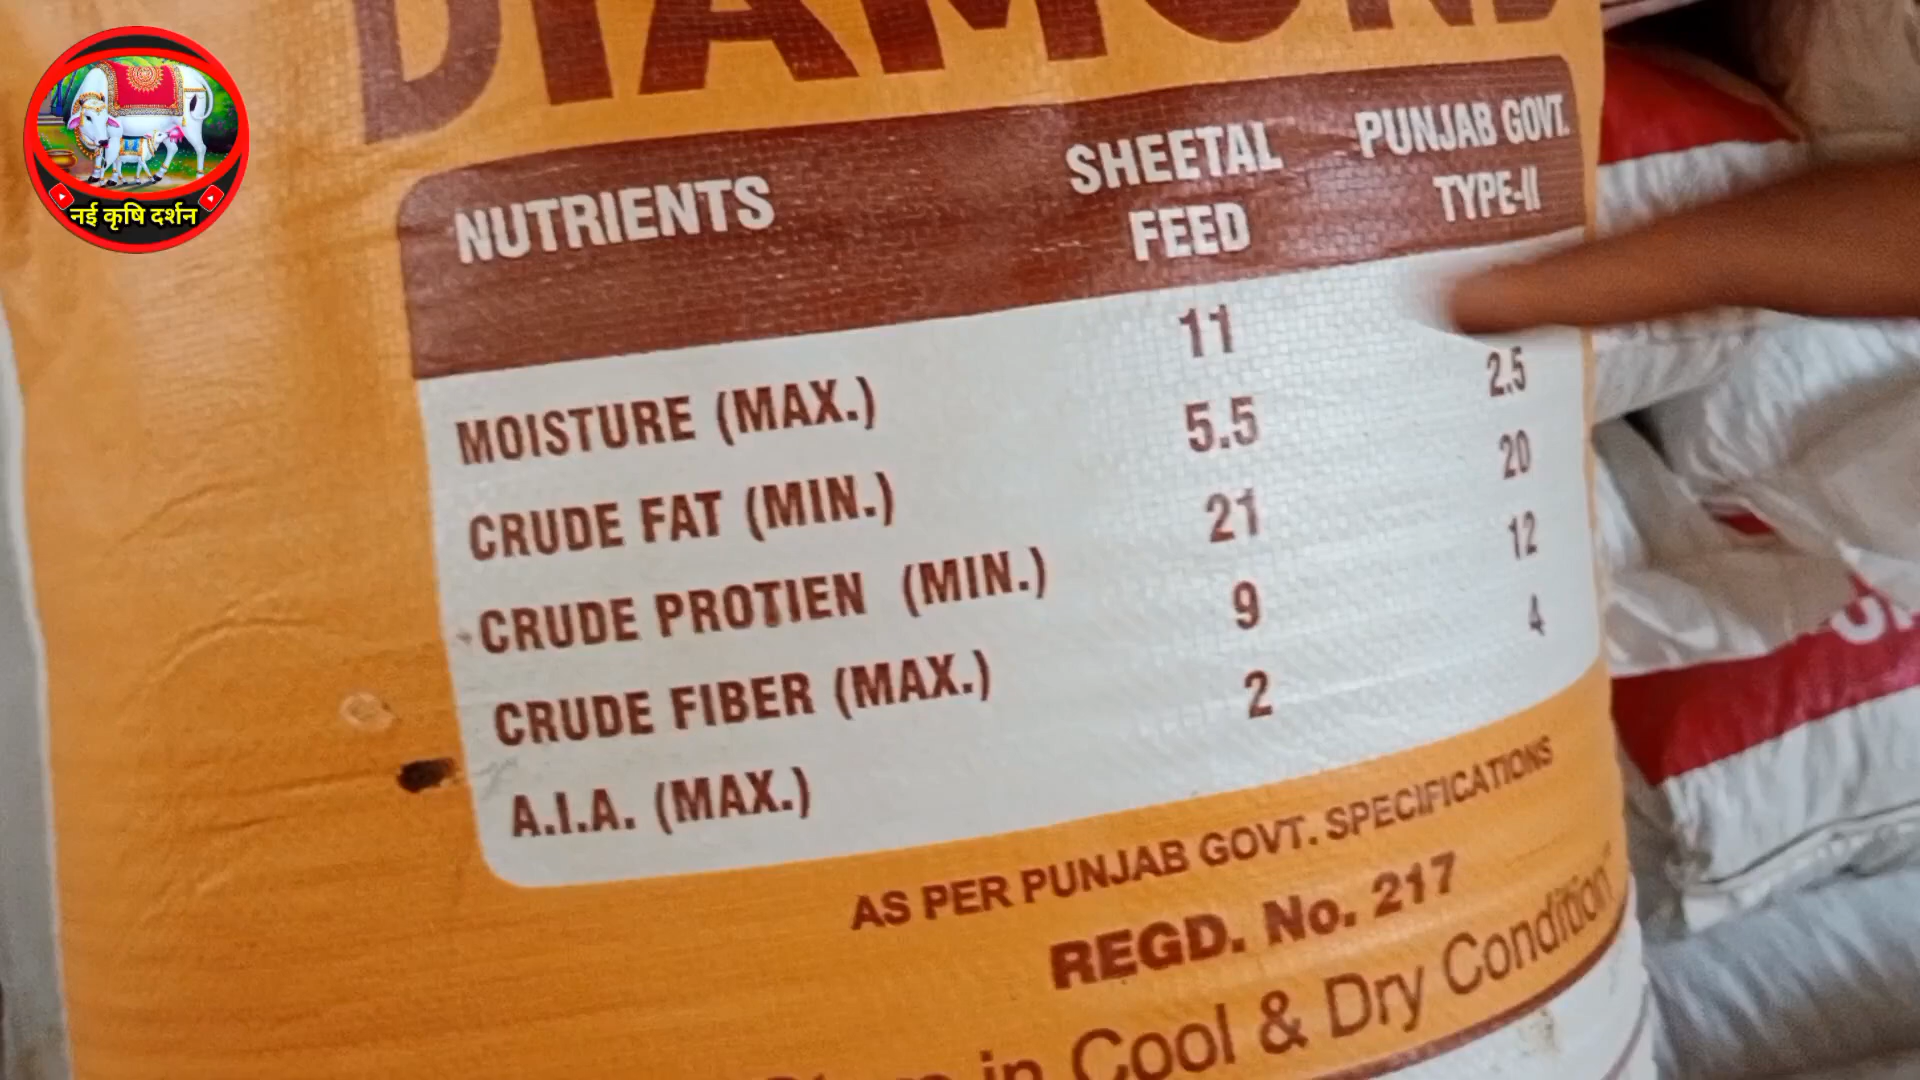 DIAMOND
NUTRIENTS SHEETAL FEED PUNJAB GOVT. TYPE-II
MOISTURE (MAX.) 11
CRUDE FAT (MIN.) 5.5 2.5
CRUDE PROTIEN (MIN.) 21 20
CRUDE FIBER (MAX.) 9 12
A.I.A. (MAX.) 2 4
AS PER PUNJAB GOVT. SPECIFICATIONS
REGD. No. 217
in Cool & Dry Condition"
नई कृषि दर्शन